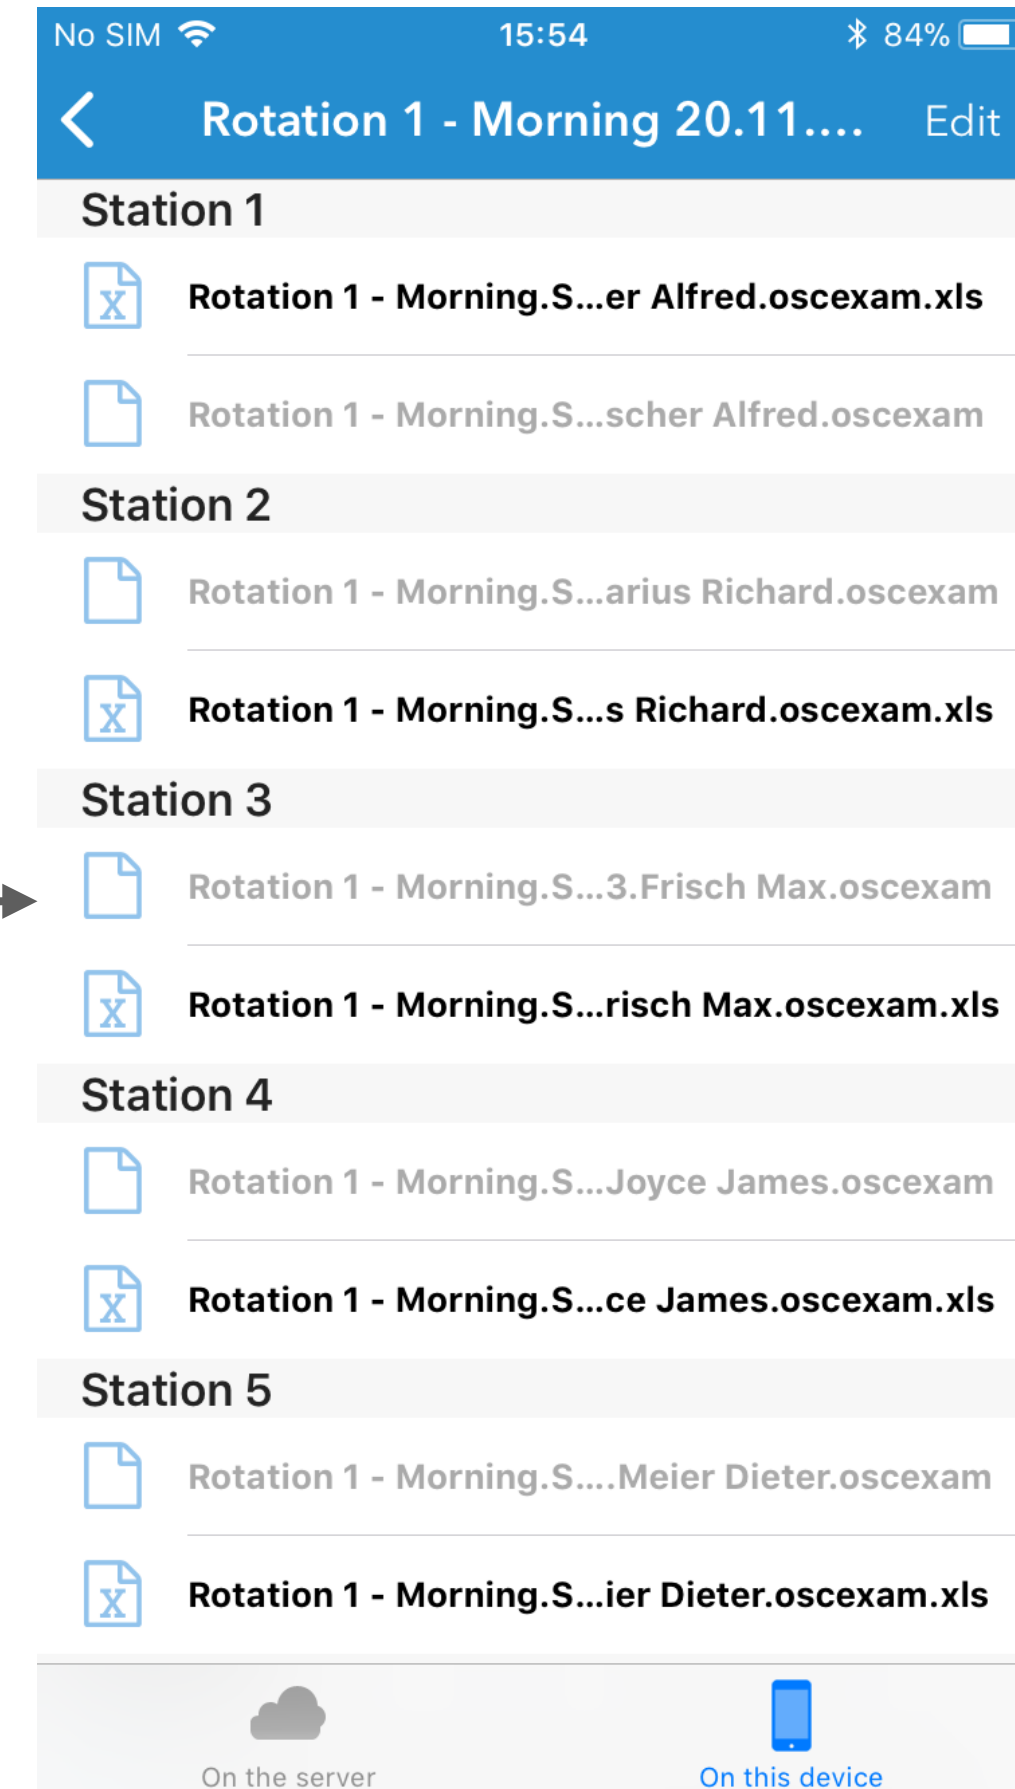 No SIM 15:54 84%
Rotation 1 - Morning 20.11.... Edit
Station 1
Rotation 1 - Morning.S...er Alfred.oscexam.xls
Rotation 1 - Morning.S...scher Alfred.oscexam
Station 2
Rotation 1 - Morning.S...arius Richard.oscexam
Rotation 1 - Morning.S...s Richard.oscexam.xls
Station 3
Rotation 1 - Morning.S...3.Frisch Max.oscexam
Rotation 1 - Morning.S...risch Max.oscexam.xls
Station 4
Rotation 1 - Morning.S...Joyce James.oscexam
Rotation 1 - Morning.S...ce James.oscexam.xls
Station 5
Rotation 1 - Morning.S....Meier Dieter.oscexam
Rotation 1 - Morning.S...ier Dieter.oscexam.xls
On the server On this device